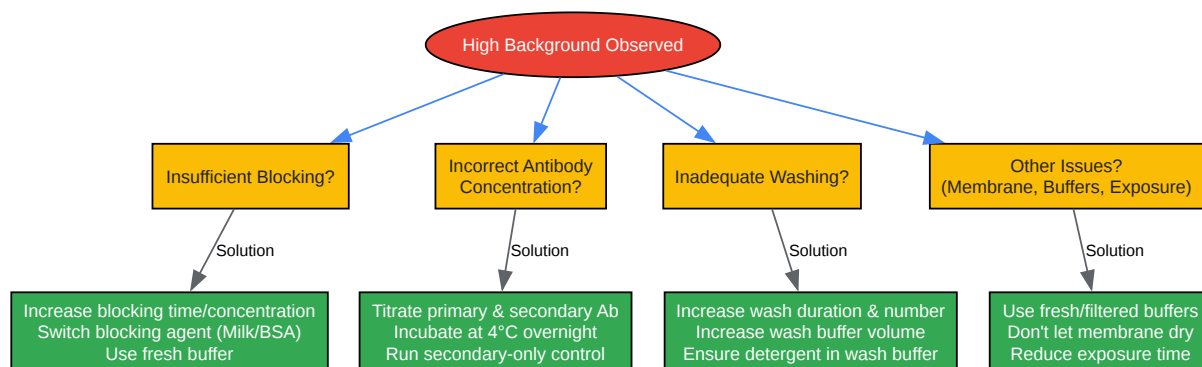 High Background Observed
Insufficient Blocking?
Incorrect Antibody
Concentration?
Inadequate Washing?
Other Issues?
(Membrane, Buffers, Exposure)
Solution
Solution
Solution
Solution
Increase blocking time/concentration
Switch blocking agent (Milk/BSA)
Use fresh buffer
Titrate primary & secondary Ab
Incubate at 4°C overnight
Run secondary-only control
Increase wash duration & number
Increase wash buffer volume
Ensure detergent in wash buffer
Use fresh/filtered buffers
Don't let membrane dry
Reduce exposure time